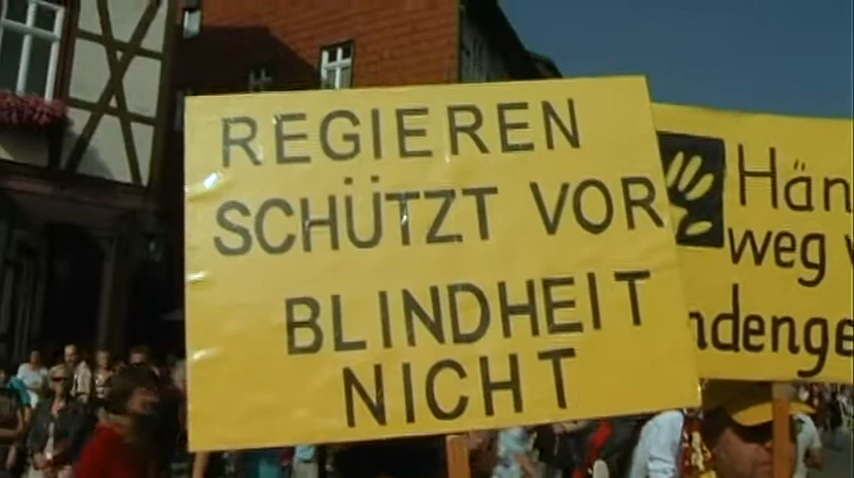 REGIEREN
SCHÜTZT VOR
BLINDHEIT
NICHT
Hän
weg
ndenge